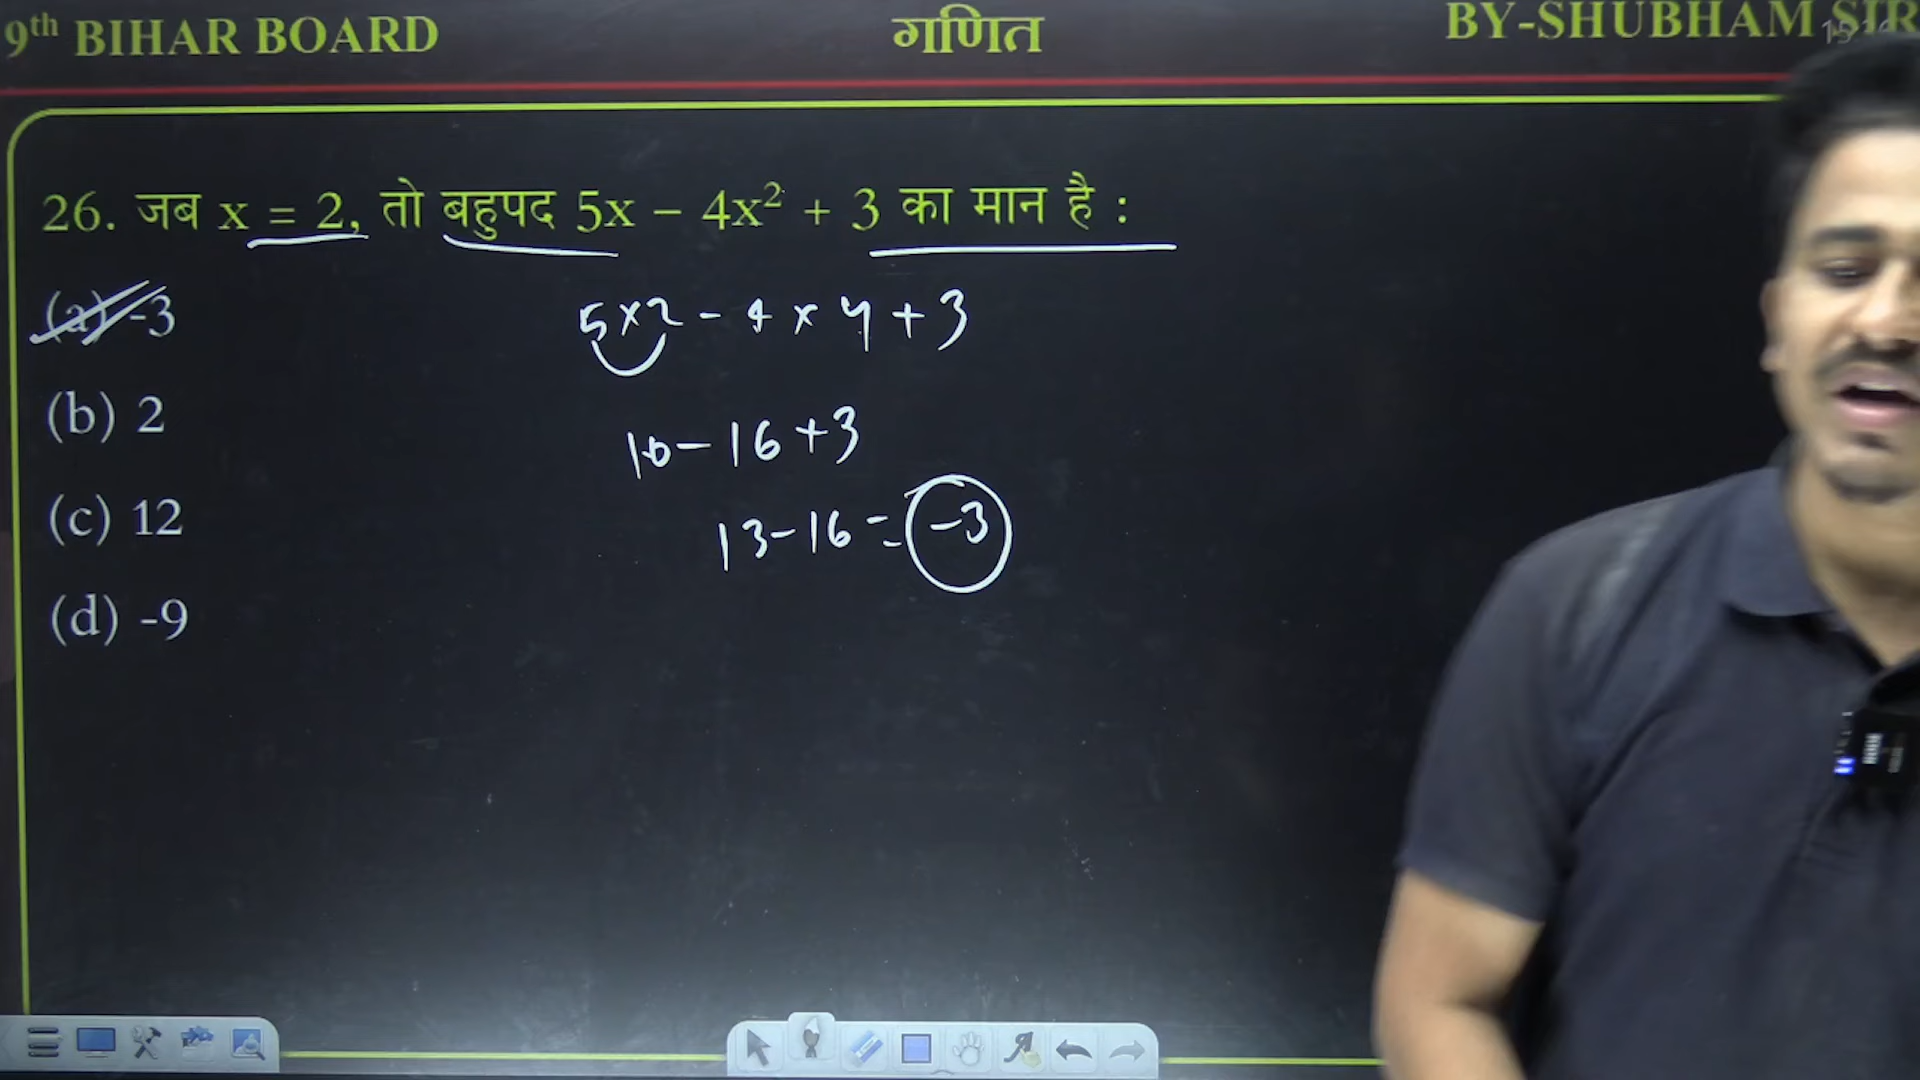 9th BIHAR BOARD गणित BY-SHUBHAM SIR
26. जब x = 2, तो बहुपद 5x – 4x² + 3 का मान है :
(a) -3
5×2 - 4 × 4 + 3
(b) 2
10 - 16 + 3
(c) 12
13 - 16 = -3
(d) -9